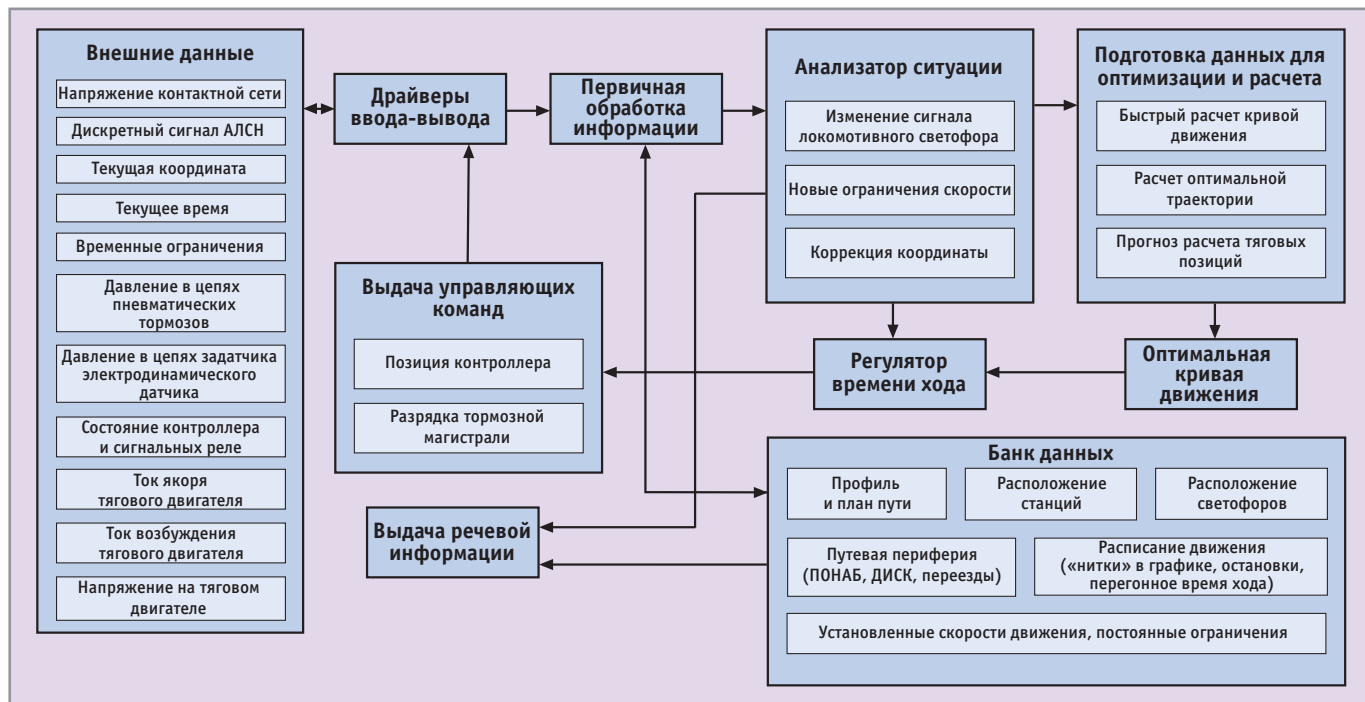 Внешние данные
Напряжение контактной сети
Дискретный сигнал АЛСН
Текущая координата
Текущее время
Временные ограничения
Давление в цепях
пневматических
тормозов
Давление в цепях задатчика
электродинамического
датчика
Состояние контроллера
и сигнальных реле
Ток якоря
тягового двигателя
Ток возбуждения
тягового двигателя
Напряжение на тяговом
двигателе
Драйверы
ввода-вывода
Первичная
обработка
информации
Анализатор ситуации
Изменение сигнала
локомотивного светофора
Новые ограничения скорости
Коррекция координаты
Подготовка данных для
оптимизации и расчета
Быстрый расчет кривой
движения
Расчет оптимальной
траектории
Прогноз расчета тяговых
позиций
Выдача управляющих
команд
Позиция контроллера
Разрядка тормозной
магистрали
Регулятор
времени хода
Оптимальная
кривая
движения
Выдача речевой
информации
Банк данных
Профиль
и план пути
Расположение
станций
Расположение
светофоров
Путевая периферия
(ПОНАБ, ДИСК, переезды)
Расписание движения
(«нитки» в графике, остановки,
перегонное время хода)
Установленные скорости движения, постоянные ограничения